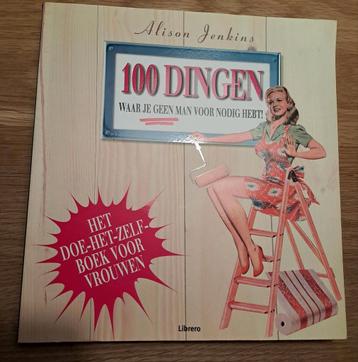 Alison Jenkins
100 DINGEN
WAAR JE GEEN MAN VOOR NODIG HEBT!
HET
DOE-HET-ZELF-
BOEK VOOR
VROUWEN
Librero